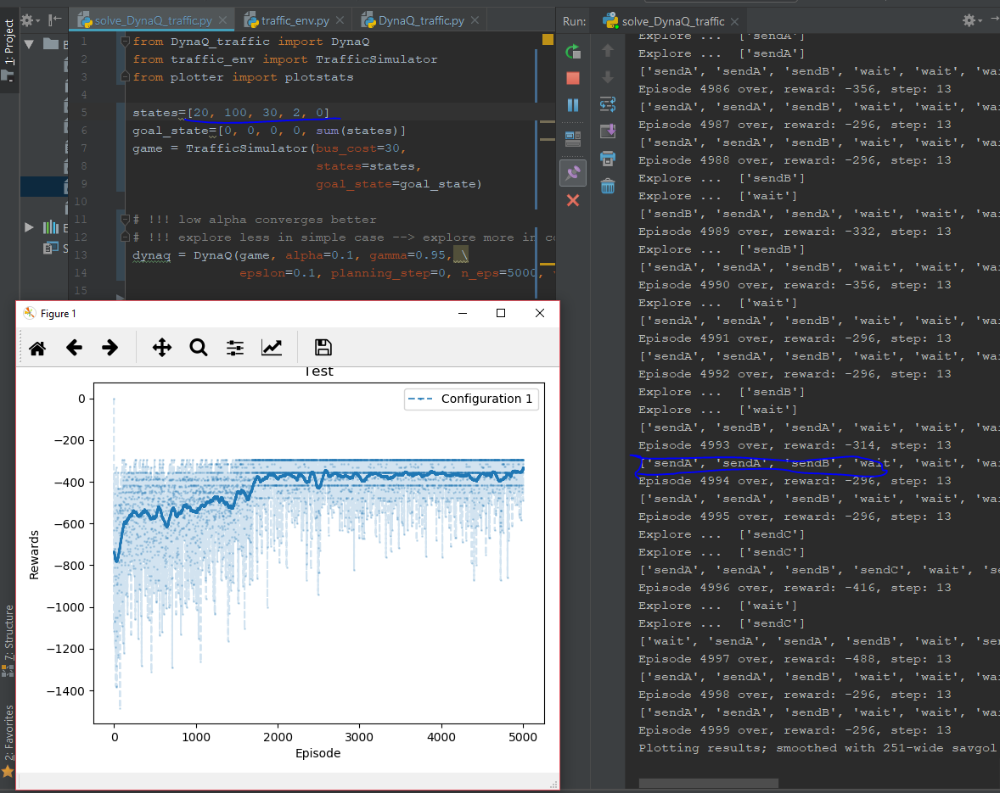 1: Project
solve_DynaQ_traffic.py
traffic_env.py
DynaQ_traffic.py
1 from DynaQ_traffic import DynaQ
2 from traffic_env import TrafficSimulator
3 from plotter import plotstats
4
5 states=[20, 100, 30, 2, 0]
6 goal_state=[0, 0, 0, 0, sum(states)]
7 game = TrafficSimulator(bus_cost=30,
8 states=states,
9 goal_state=goal_state)
10
11 # !!! low alpha converges better
12 # !!! explore less in simple case --> explore more in co
13 dynaq = DynaQ(game, alpha=0.1, gamma=0.95, \
14 epslon=0.1, planning_step=0, n_eps=5000,
15
Figure 1
Test
Configuration 1
0
−200
−400
−600
−800
−1000
−1200
−1400
Rewards
0 1000 2000 3000 4000 5000
Episode
7: Structure
2: Favorites
Run: solve_DynaQ_traffic
Explore ... ['sendA']
Explore ... ['sendA']
['sendA', 'sendA', 'sendB', 'wait', 'wait', 'wa
Episode 4986 over, reward: -356, step: 13
['sendA', 'sendA', 'sendB', 'wait', 'wait', 'wa
Episode 4987 over, reward: -296, step: 13
['sendA', 'sendA', 'sendB', 'wait', 'wait', 'wa
Episode 4988 over, reward: -296, step: 13
Explore ... ['sendB']
Explore ... ['wait']
['sendB', 'sendA', 'sendA', 'wait', 'wait', 'wa
Episode 4989 over, reward: -332, step: 13
Explore ... ['sendB']
['sendA', 'sendA', 'sendB', 'wait', 'wait', 'wa
Episode 4990 over, reward: -356, step: 13
Explore ... ['wait']
['sendA', 'sendA', 'sendB', 'wait', 'wait', 'wa
Episode 4991 over, reward: -296, step: 13
['sendA', 'sendA', 'sendB', 'wait', 'wait', 'wa
Episode 4992 over, reward: -296, step: 13
Explore ... ['sendB']
Explore ... ['wait']
['sendA', 'sendB', 'sendA', 'wait', 'wait', 'wa
Episode 4993 over, reward: -314, step: 13
['sendA', 'sendA', 'sendB', 'wait', 'wait', 'wa
Episode 4994 over, reward: -296, step: 13
['sendA', 'sendA', 'sendB', 'wait', 'wait', 'wa
Episode 4995 over, reward: -296, step: 13
Explore ... ['sendC']
Explore ... ['sendC']
['sendA', 'sendA', 'sendB', 'sendC', 'wait', 'se
Episode 4996 over, reward: -416, step: 13
Explore ... ['wait']
Explore ... ['sendC']
['wait', 'sendA', 'sendA', 'sendB', 'wait', 'sen
Episode 4997 over, reward: -488, step: 13
['sendA', 'sendA', 'sendB', 'wait', 'wait', 'wa
Episode 4998 over, reward: -296, step: 13
['sendA', 'sendA', 'sendB', 'wait', 'wait', 'wa
Episode 4999 over, reward: -296, step: 13
Plotting results; smoothed with 251-wide savgol